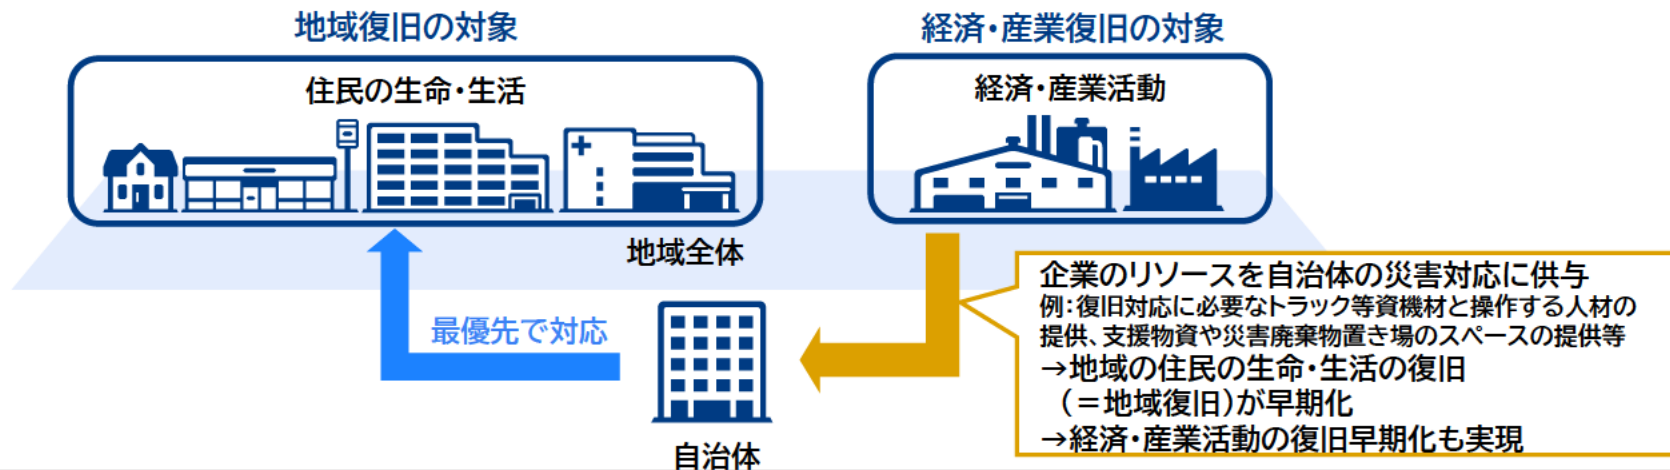 地域復旧の対象
経済・産業復旧の対象
住民の生命・生活
経済・産業活動
地域全体
最優先で対応
自治体
企業のリソースを自治体の災害対応に供与
例：復旧対応に必要なトラック等資機材と操作する人材の
提供、支援物資や災害廃棄物置き場のスペースの提供等
→地域の住民の生命・生活の復旧
（＝地域復旧）が早期化
→経済・産業活動の復旧早期化も実現